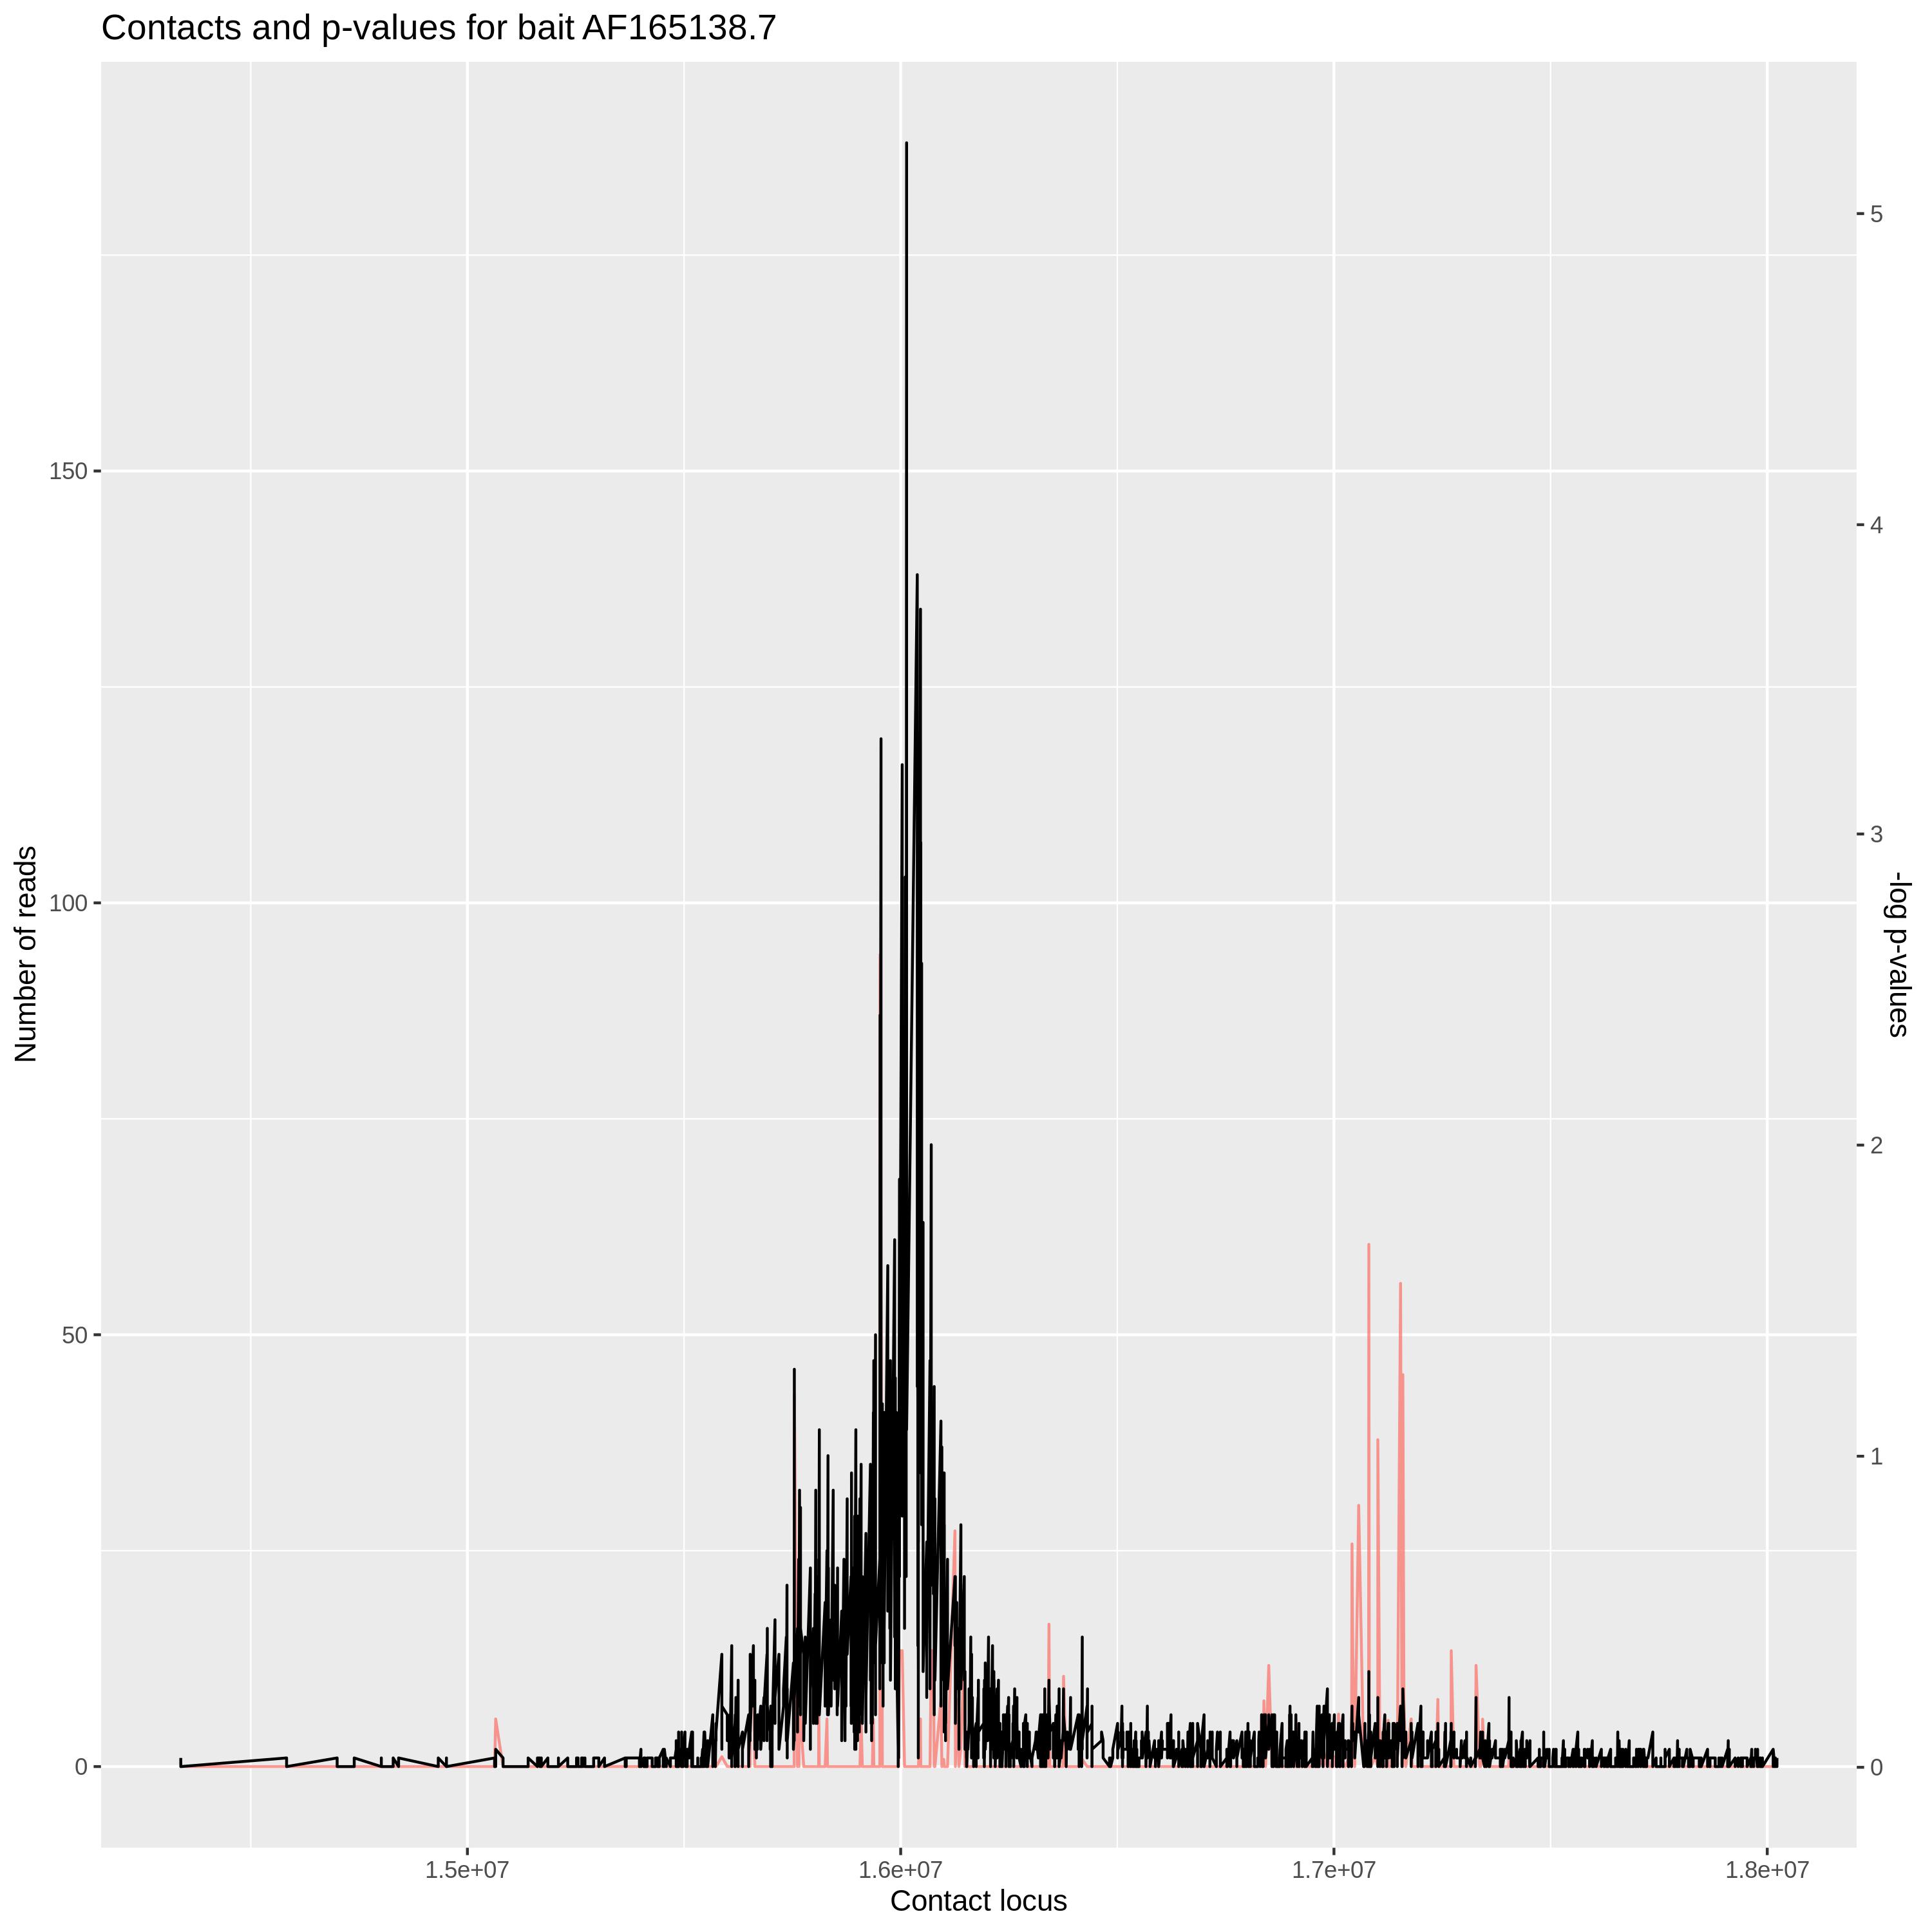 Contacts and p-values for bait AF165138.7
Number of reads
150
100
50
0
5
4
3
2
1
0
-log p-values
1.5e+07
1.6e+07
1.7e+07
1.8e+07
Contact locus